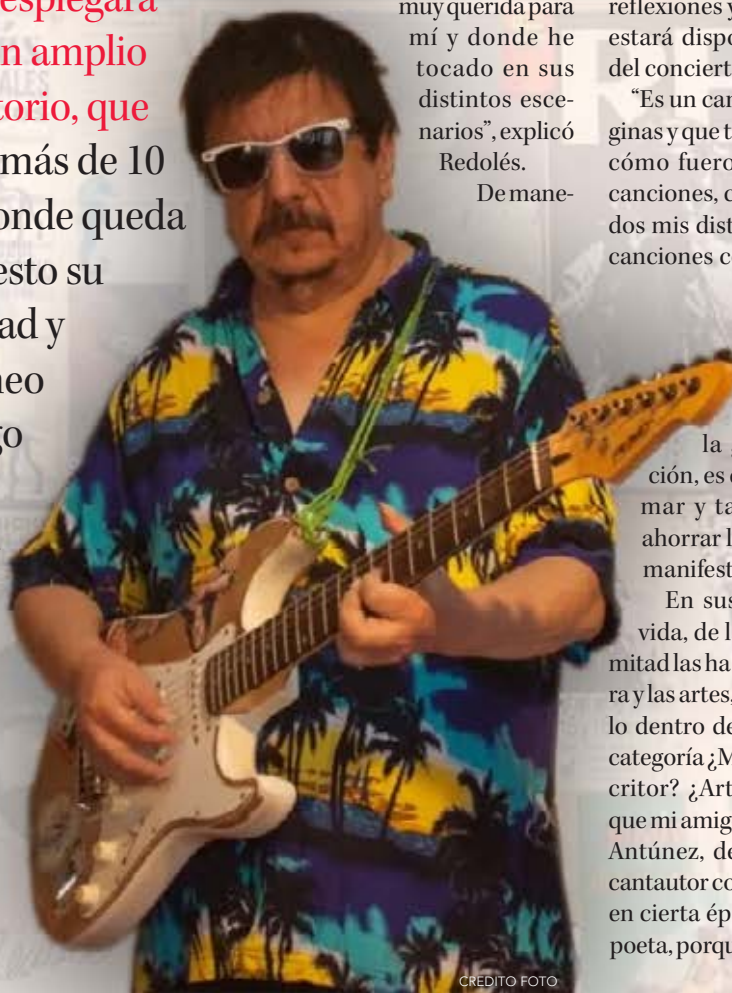 esplegará
n amplio
torio, que
más de 10
onde queda
esto su
ad y
neo
go
muy querida para
mí y donde he
tocado en sus
distintos esce-
narios”, explicó
Redolés.
De mane-
reflexiones y
estará dispo
del conciert
“Es un can
ginas y que t
cómo fuero
canciones, c
dos mis dist
canciones c
la
ción, es
mar y ta
ahorrar l
manifest
En sus
vida, de l
mitad las ha
ra y las artes,
lo dentro de
categoría ¿M
critor? ¿Art
que mi amig
Antúnez, de
cantautor co
en cierta ép
poeta, porqu
CREDITO FOTO